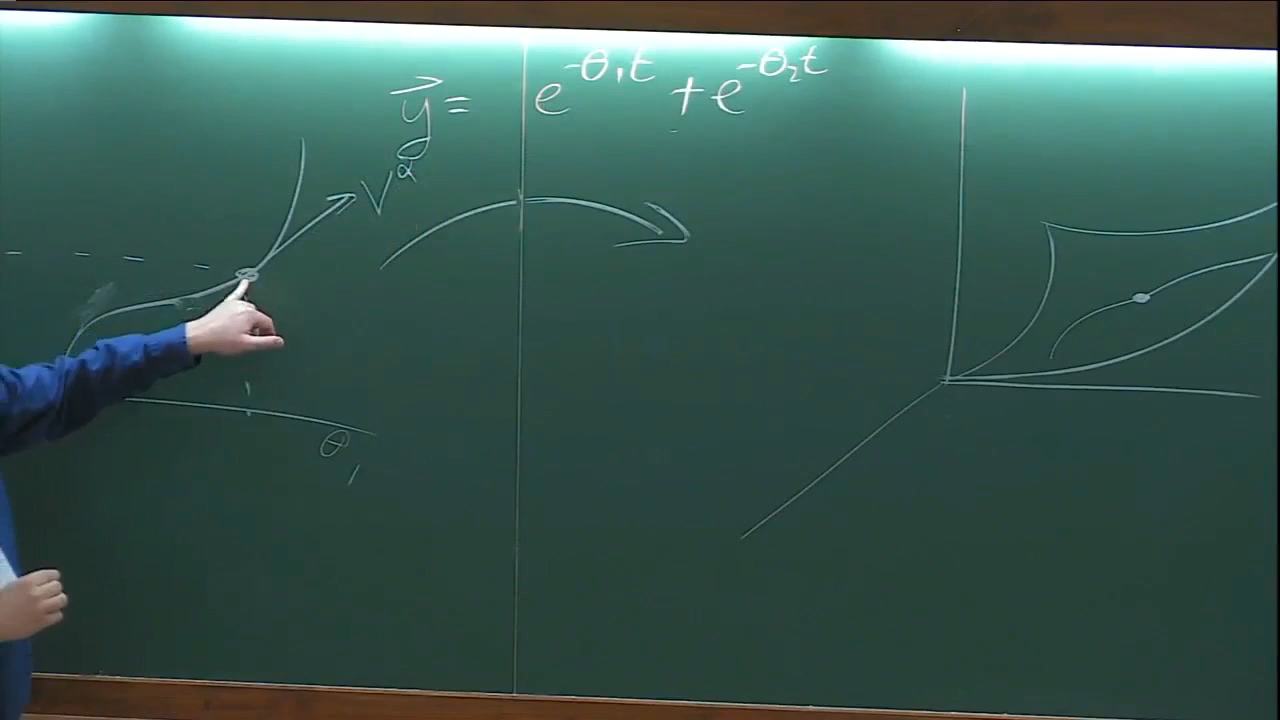 y⃗ = e^{-θ₁t} + e^{-θ₂t}
V^α
θ₁